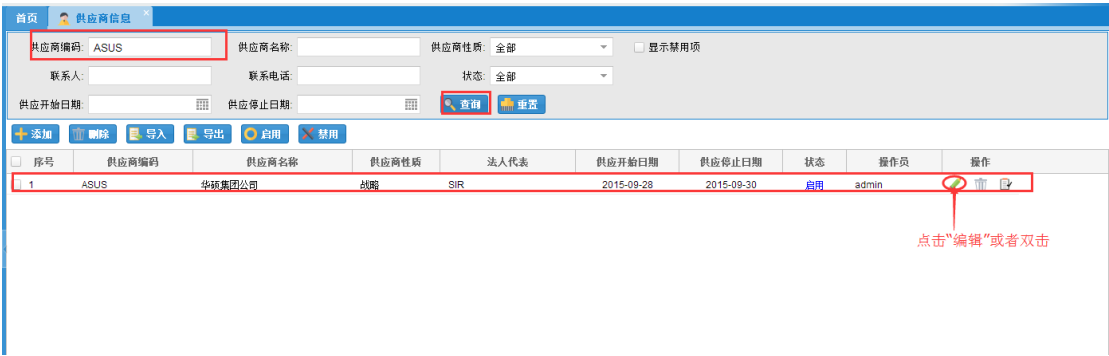 首页 供应商信息
供应商编码: ASUS 供应商名称: 供应商性质: 全部 显示禁用项
联系人: 联系电话: 状态: 全部
供应开始日期: 供应停止日期: 查询 重置
添加 删除 导入 导出 启用 禁用
序号 供应商编码 供应商名称 供应商性质 法人代表 供应开始日期 供应停止日期 状态 操作员 操作
1 ASUS 华硕集团公司 战略 SIR 2015-09-28 2015-09-30 启用 admin
点击“编辑”或者双击